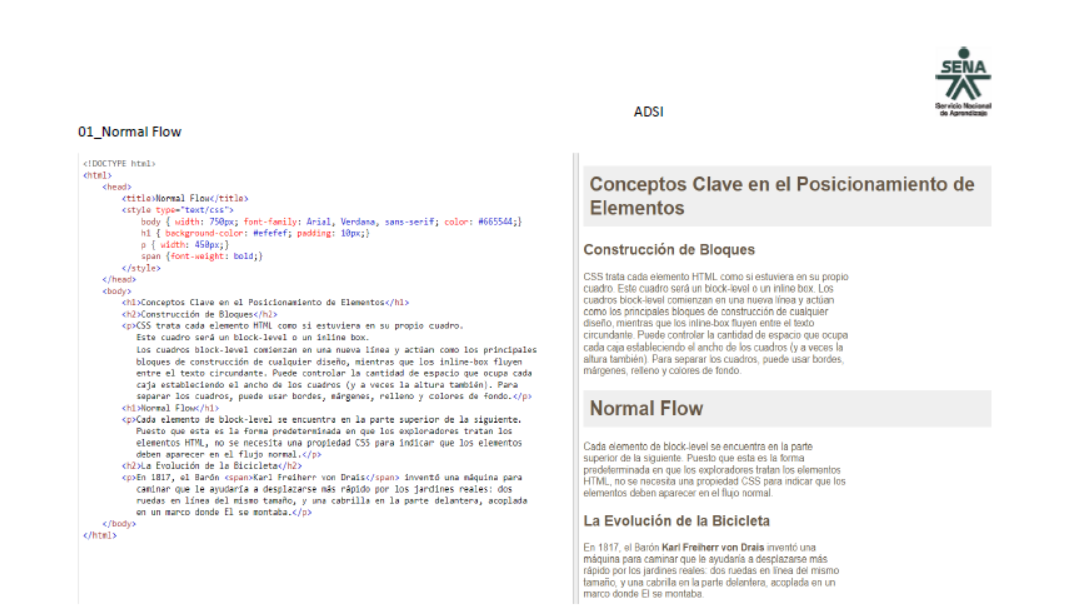 SENA
Servicio Nacional
de Aprendizaje
ADSI
01_Normal Flow
<!DOCTYPE html>
<html>
<head>
<title>Normal Flow</title>
<style type="text/css">
body { width: 750px; font-family: Arial, Verdana, sans-serif; color: #665544;}
h1 { background-color: #efefef; padding: 10px;}
p { width: 450px;}
span {font-weight: bold;}
</style>
</head>
<body>
<h1>Conceptos Clave en el Posicionamiento de Elementos</h1>
<h2>Construcción de Bloques</h2>
<p>CSS trata cada elemento HTML como si estuviera en su propio cuadro.
Este cuadro será un block-level o un inline box.
Los cuadros block-level comienzan en una nueva línea y actúan como los principales
bloques de construcción de cualquier diseño, mientras que los inline-box fluyen
entre el texto circundante. Puede controlar la cantidad de espacio que ocupa cada
caja estableciendo el ancho de los cuadros (y a veces la altura también). Para
separar los cuadros, puede usar bordes, márgenes, relleno y colores de fondo.</p>
<h1>Normal Flow</h1>
<p>Cada elemento de block-level se encuentra en la parte superior de la siguiente.
Puesto que esta es la forma predeterminada en que los exploradores tratan los
elementos HTML, no se necesita una propiedad CSS para indicar que los elementos
deben aparecer en el flujo normal.</p>
<h2>La Evolución de la Bicicleta</h2>
<p>En 1817, el Barón <span>Karl Freiherr von Drais</span> inventó una máquina para
caminar que le ayudaría a desplazarse más rápido por los jardines reales: dos
ruedas en línea del mismo tamaño, y una cabrilla en la parte delantera, acoplada
en un marco donde El se montaba.</p>
</body>
</html>
Conceptos Clave en el Posicionamiento de
Elementos
Construcción de Bloques
CSS trata cada elemento HTML como si estuviera en su propio
cuadro. Este cuadro será un block-level o un inline box. Los
cuadros block-level comienzan en una nueva línea y actúan
como los principales bloques de construcción de cualquier
diseño, mientras que los inline-box fluyen entre el texto
circundante. Puede controlar la cantidad de espacio que ocupa
cada caja estableciendo el ancho de los cuadros (y a veces la
altura también). Para separar los cuadros, puede usar bordes,
márgenes, relleno y colores de fondo.
Normal Flow
Cada elemento de block-level se encuentra en la parte
superior de la siguiente. Puesto que esta es la forma
predeterminada en que los exploradores tratan los elementos
HTML, no se necesita una propiedad CSS para indicar que los
elementos deben aparecer en el flujo normal.
La Evolución de la Bicicleta
En 1817, el Barón Karl Freiherr von Drais inventó una
máquina para caminar que le ayudaría a desplazarse más
rápido por los jardines reales: dos ruedas en línea del mismo
tamaño, y una cabrilla en la parte delantera, acoplada en un
marco donde El se montaba.